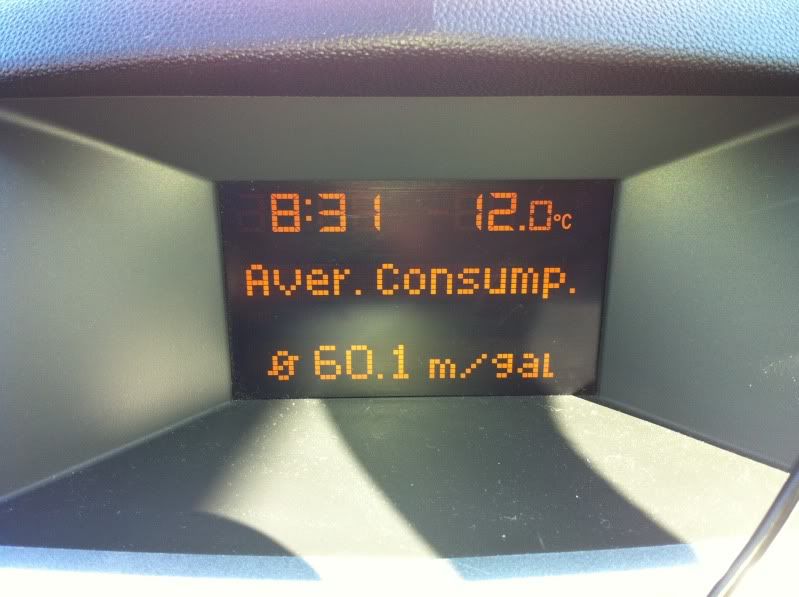 8:31 12.0°C
Aver. Consump.
Ø 60.1 m/gal